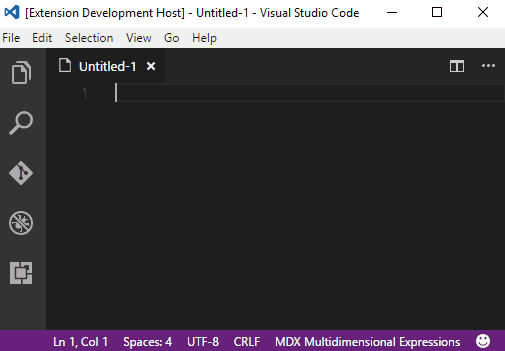 [Extension Development Host] - Untitled-1 - Visual Studio Code
File Edit Selection View Go Help
Untitled-1
1
Ln 1, Col 1 Spaces: 4 UTF-8 CRLF MDX Multidimensional Expressions